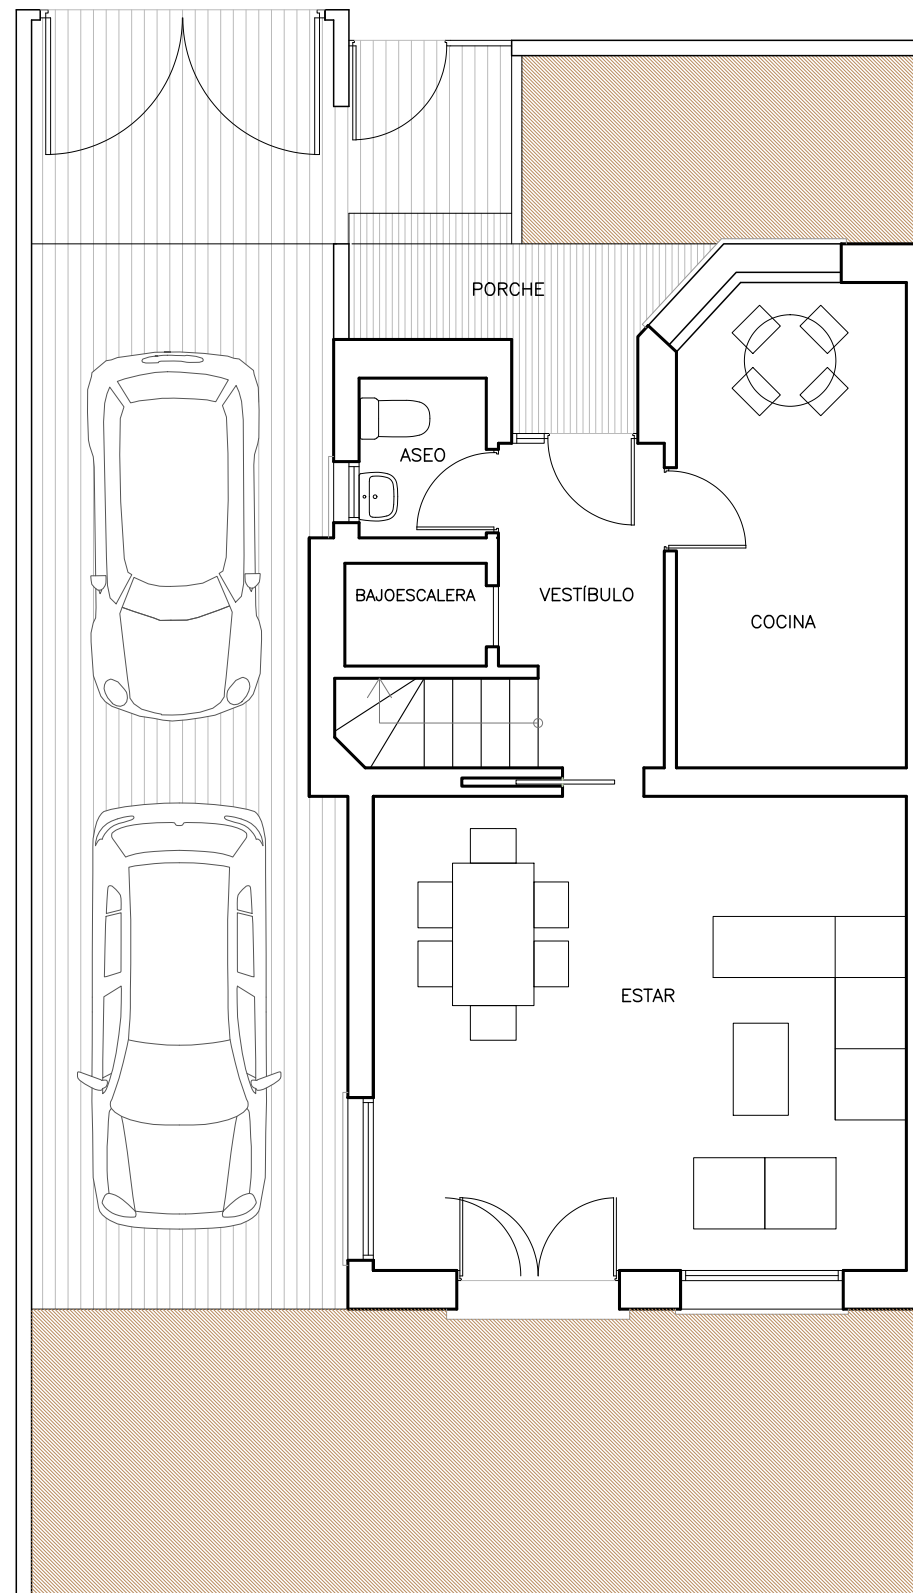 PORCHE
ASEO
BAJOESCALERA
VESTÍBULO
COCINA
ESTAR